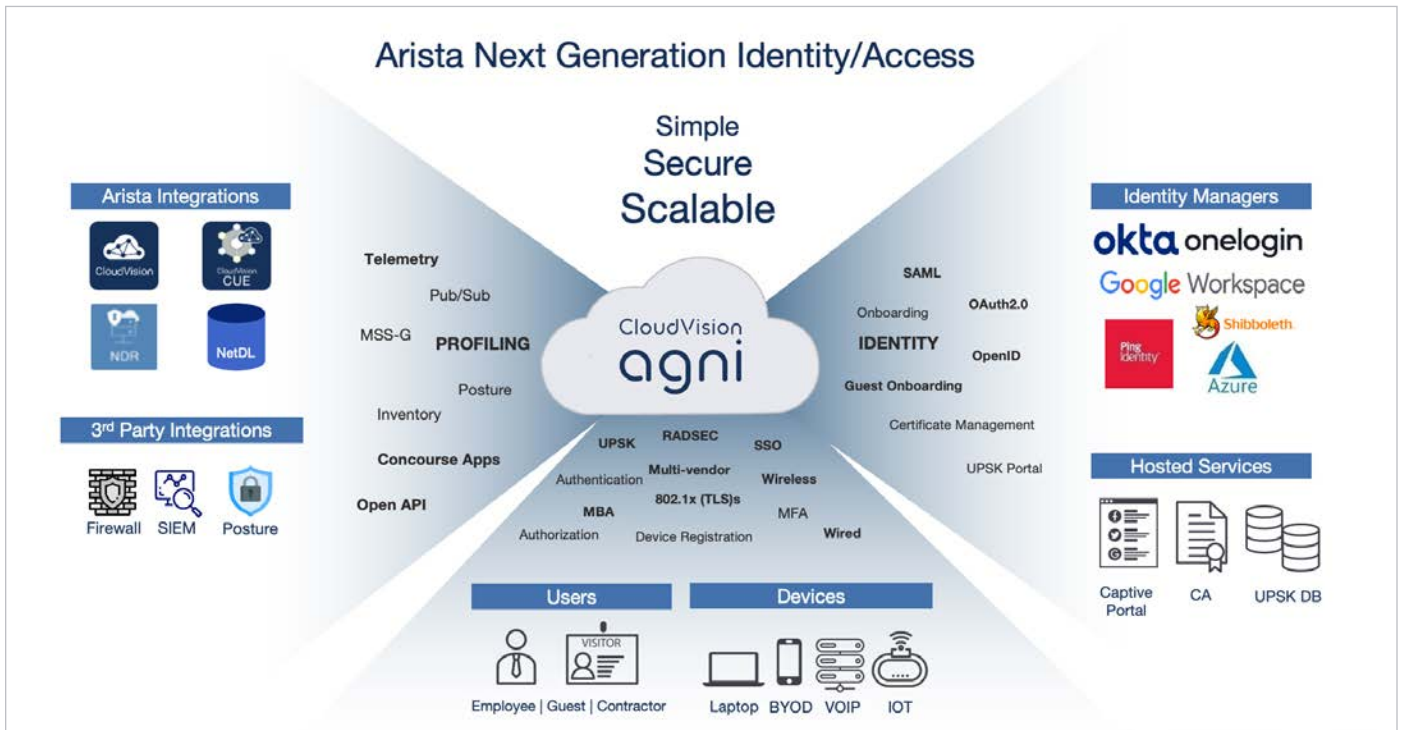 Arista Next Generation Identity/Access
Simple
Secure
Scalable
Arista Integrations
CloudVision
CloudVision
CUE
NDR
NetDL
3rd Party Integrations
Firewall
SIEM
Posture
Telemetry
Pub/Sub
MSS-G
PROFILING
Posture
Inventory
Concourse Apps
Open API
CloudVision
agni
UPSK
RADSEC
SSO
Authentication
Multi-vendor
Wireless
802.1x (TLS)s
MBA
MFA
Authorization
Device Registration
Wired
SAML
Onboarding
OAuth2.0
IDENTITY
OpenID
Guest Onboarding
Certificate Management
UPSK Portal
Identity Managers
okta
onelogin
Google Workspace
Ping
Identity
Shibboleth
Azure
Hosted Services
Captive
Portal
CA
UPSK DB
Users
VISITOR
Employee | Guest | Contractor
Devices
Laptop
BYOD
VOIP
IOT